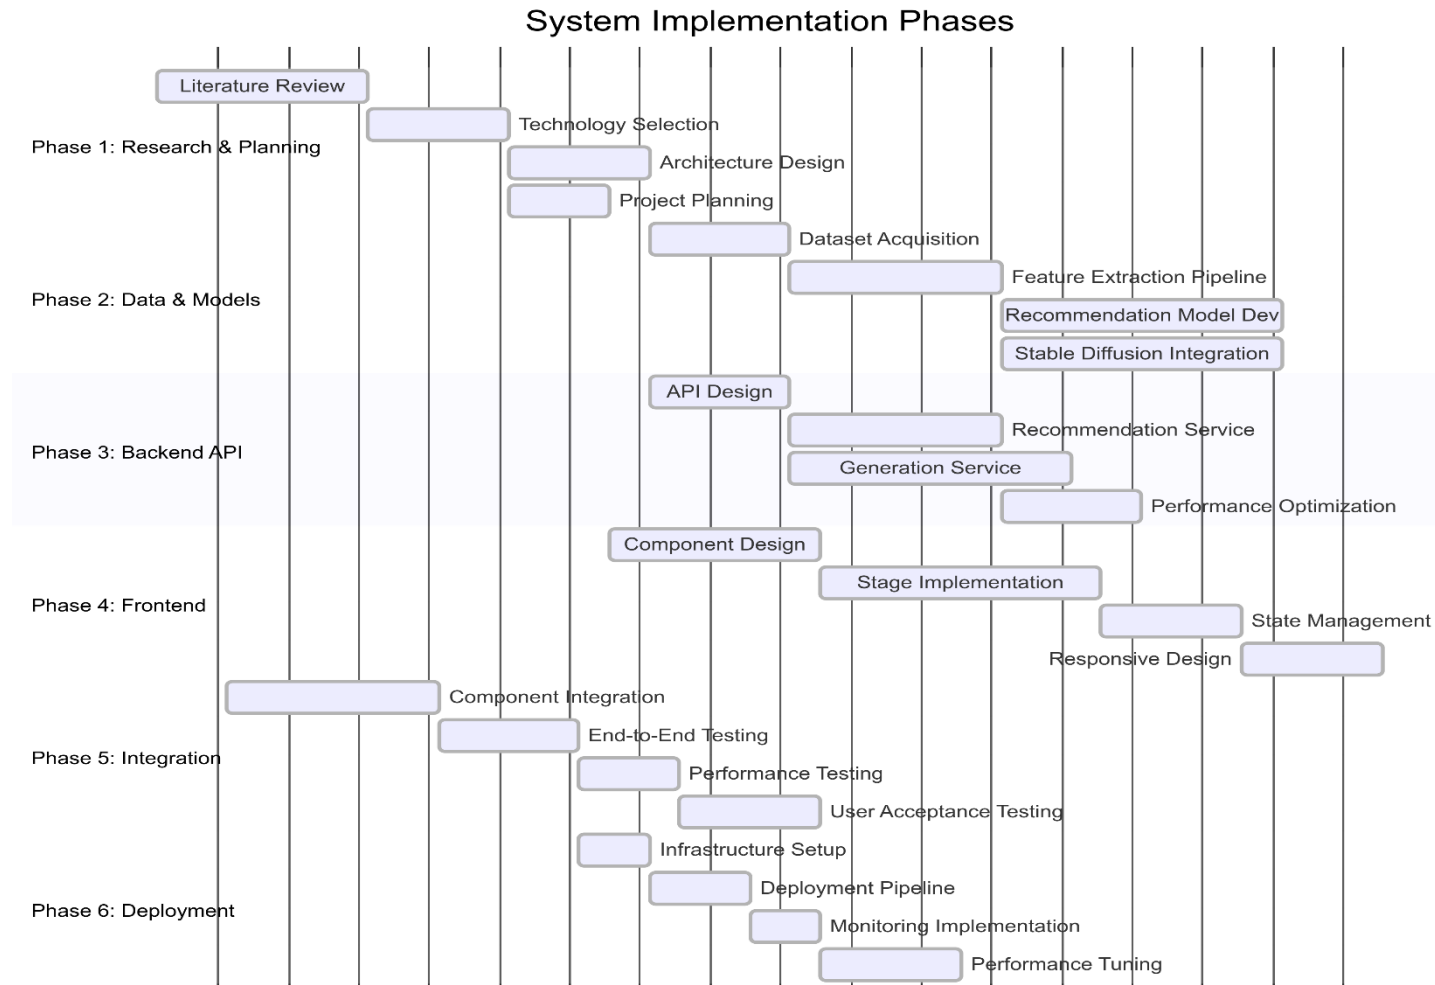 System Implementation Phases
Literature Review
Technology Selection
Phase 1: Research & Planning
Architecture Design
Project Planning
Dataset Acquisition
Feature Extraction Pipeline
Phase 2: Data & Models
Recommendation Model Dev
Stable Diffusion Integration
API Design
Recommendation Service
Phase 3: Backend API
Generation Service
Performance Optimization
Component Design
Stage Implementation
Phase 4: Frontend
State Management
Responsive Design
Component Integration
End-to-End Testing
Phase 5: Integration
Performance Testing
User Acceptance Testing
Infrastructure Setup
Deployment Pipeline
Phase 6: Deployment
Monitoring Implementation
Performance Tuning